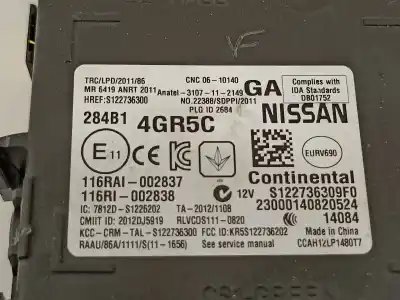 VF
TRC/LPD/2011/86
CNC 06-10140
MR 6419 ANRT 2011
Anatel-3107-11-2149
GA
Complies with
IDA Standards
DB01752
HREF:S122736300
NO.22388/SDPPI/2011
PLG ID 2684
284B1
4GR5C
NISSAN
E11
CE
EURV690
116RAI-002837
116RI-002838
Continental
12V
S122736309F0
23000140820524
IC: 7812D-S1226202
TA-2012/1108
CMIIT ID: 2012DJ5919
RLVCOS111-0820
14084
KCC-CRM-TAL-S122736300
FCC ID: KR5S122736202
Made in China
RAAU/86A/1111/S(11-1656)
See service manual
CCAH12LP1480T7